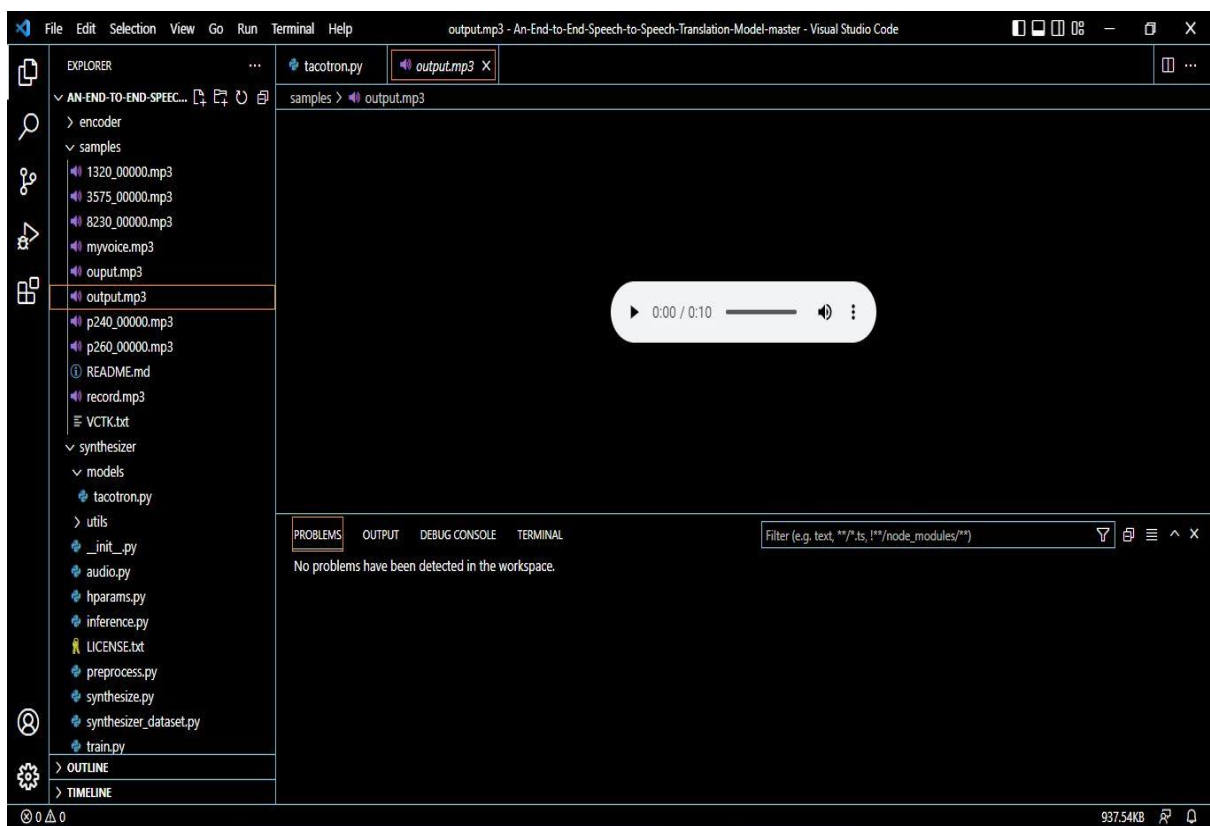 File Edit Selection View Go Run Terminal Help output.mp3 - An-End-to-End-Speech-to-Speech-Translation-Model-master - Visual Studio Code
EXPLORER
AN-END-TO-END-SPEEC...
encoder
samples
1320_00000.mp3
3575_00000.mp3
8230_00000.mp3
myvoice.mp3
ouput.mp3
output.mp3
p240_00000.mp3
p260_00000.mp3
README.md
record.mp3
VCTK.txt
synthesizer
models
tacotron.py
utils
__init__.py
audio.py
hparams.py
inference.py
LICENSE.txt
preprocess.py
synthesize.py
synthesizer_dataset.py
train.py
OUTLINE
TIMELINE
tacotron.py output.mp3
samples > output.mp3
0:00 / 0:10
PROBLEMS OUTPUT DEBUG CONSOLE TERMINAL Filter (e.g. text, **/*.ts, !**/node_modules/**)
No problems have been detected in the workspace.
0 0 937.54KB